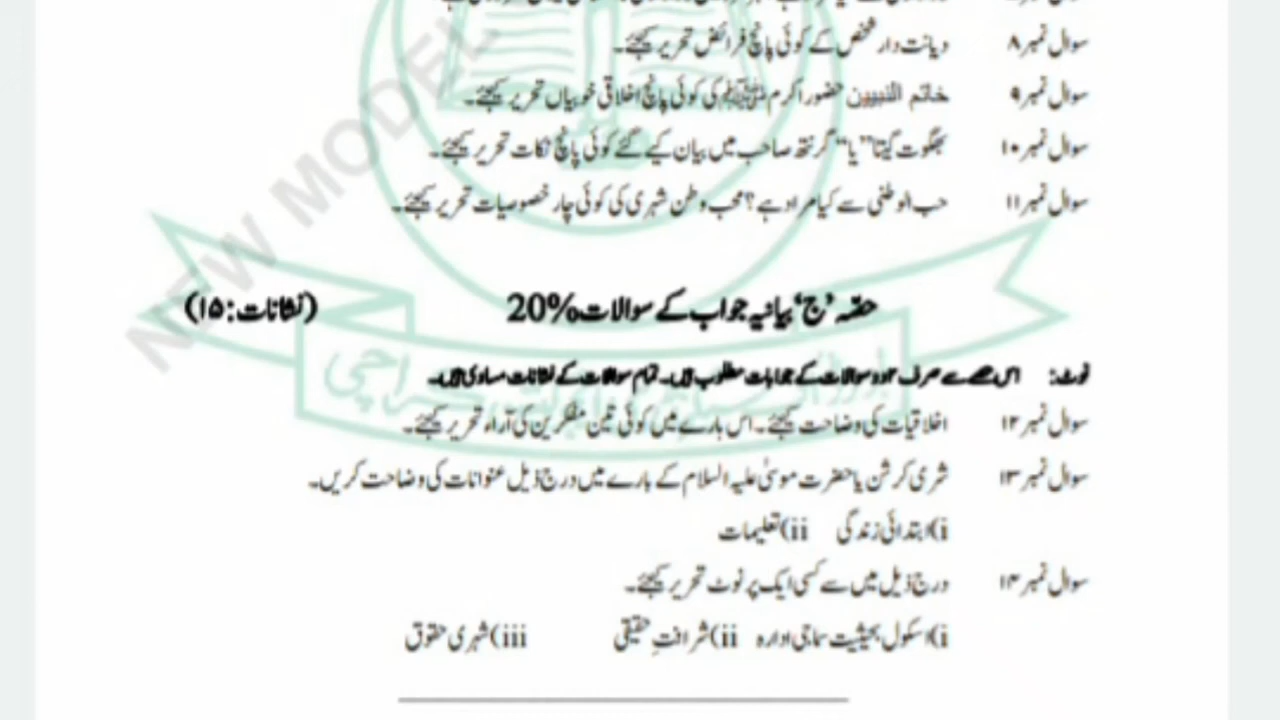 سوال نمبر ۸ دیانت دار شخص کے کوئی پانچ فرائض تحریر کیجئے۔
سوال نمبر ۹ خاتم النبیین حضور اکرم ﷺ کی کوئی پانچ اخلاقی خوبیاں تحریر کیجئے۔
سوال نمبر ۱۰ بھگوت گیتا" یا" گرنتھ صاحب میں بیان کیے گئے کوئی پانچ نکات تحریر کیجئے۔
سوال نمبر ۱۱ حب الوطنی سے کیا مراد ہے؟ محب وطن شہری کی کوئی چار خصوصیات تحریر کیجئے۔
حصّہ 'ج' بیانیہ جواب کے سوالات %20 (نشانات: ۱۵)
نوٹ: اس حصے سے صرف دو سوالات کے جوابات مطلوب ہیں۔ تمام سوالات کے نشانات مساوی ہیں۔
سوال نمبر ۱۲ اخلاقیات کی وضاحت کیجئے۔ اس بارے میں کوئی تین مفکرین کی آراء تحریر کیجئے۔
سوال نمبر ۱۳ شری کرشن یا حضرت موسیٰ علیہ السلام کے بارے میں درج ذیل عنوانات کی وضاحت کریں۔
i) ابتدائی زندگی ii) تعلیمات
سوال نمبر ۱۴ درج ذیل میں سے کسی ایک پر نوٹ تحریر کیجئے۔
i) اسکول بحیثیت سماجی ادارہ ii) شرافتِ حقیقی iii) شہری حقوق
NEW MODEL
کراچی